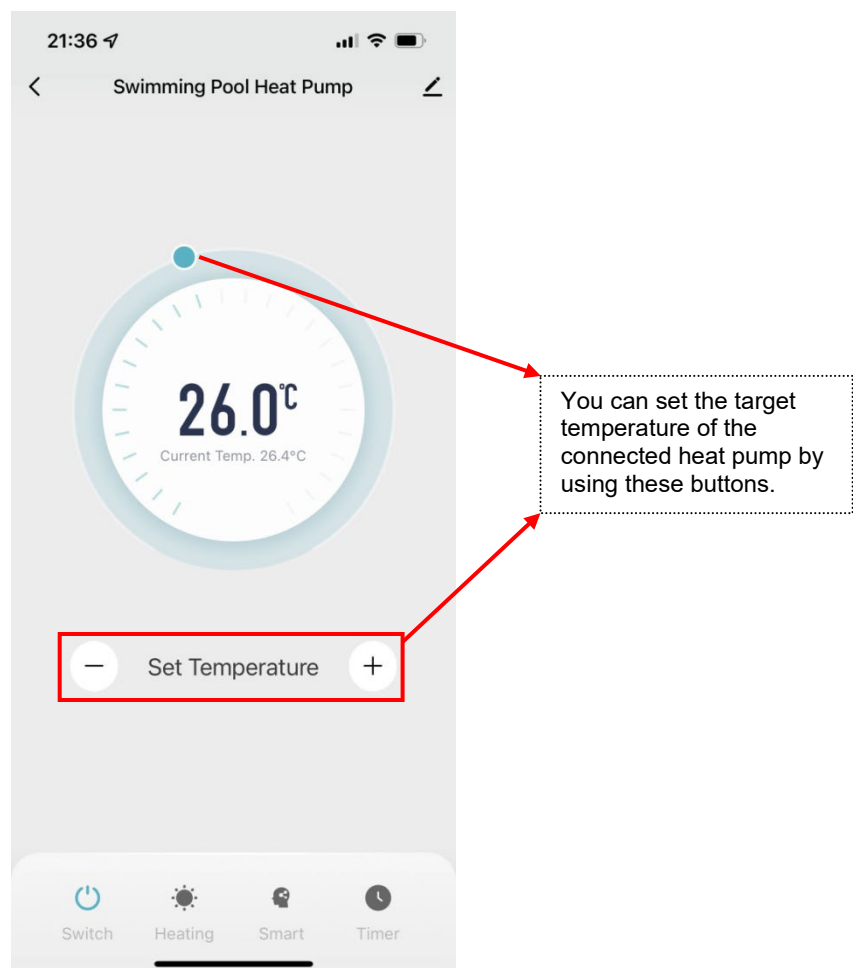 21:36
Swimming Pool Heat Pump
26.0°C
Current Temp. 26.4°C
You can set the target
temperature of the
connected heat pump by
using these buttons.
− Set Temperature +
Switch Heating Smart Timer